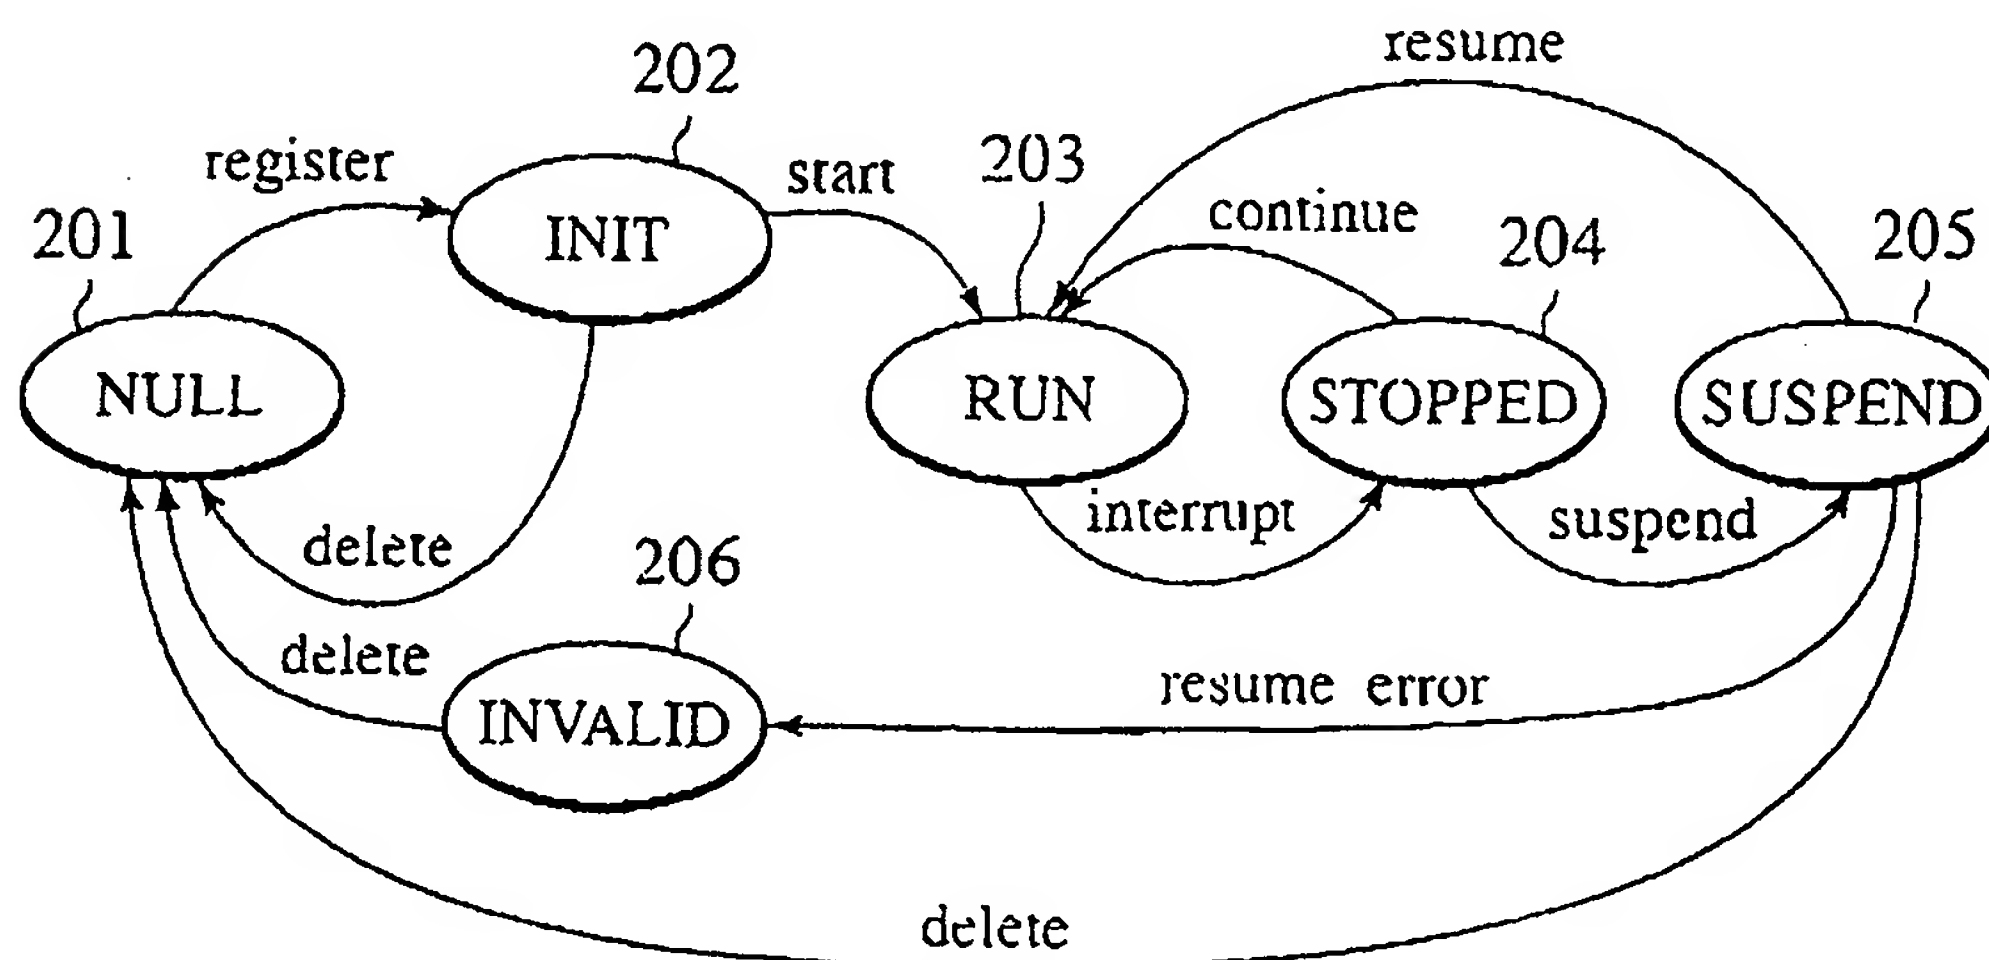 resume
202
register
start
203
continue
201
INIT
204
205
NULL
RUN
STOPPED
SUSPEND
interrupt
suspend
delete
206
delete
resume error
INVALID
delete